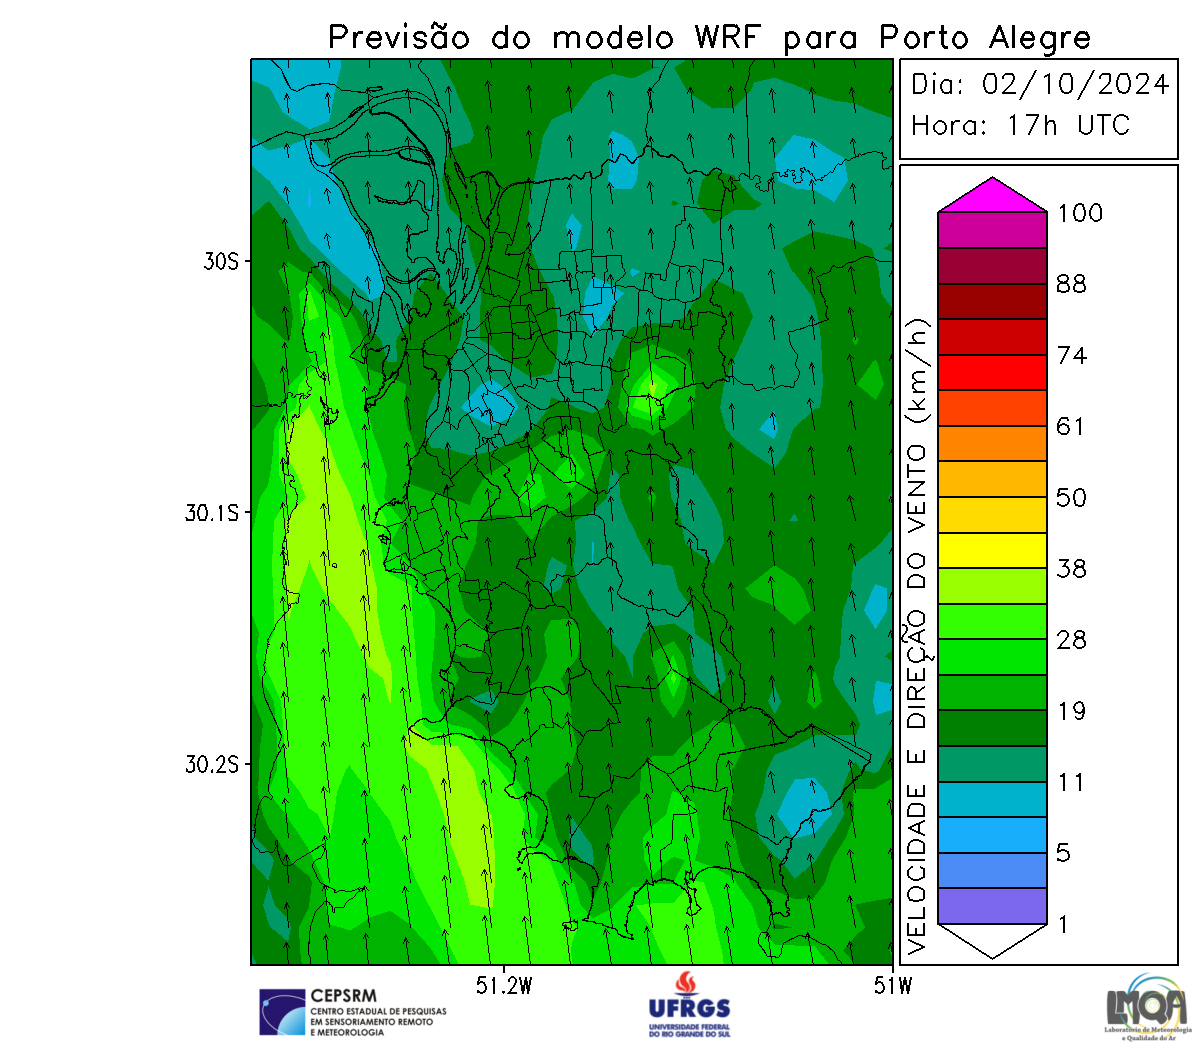 Previsão do modelo WRF para Porto Alegre
Dia: 02/10/2024
Hora: 17h UTC
100
88
74
61
50
38
28
19
11
5
1
VELOCIDADE E DIREÇÃO DO VENTO (km/h)
30S
30.1S
30.2S
51.2W
51W
CEPSRM
CENTRO ESTADUAL DE PESQUISAS
EM SENSORIAMENTO REMOTO
E METEOROLOGIA
UFRGS
UNIVERSIDADE FEDERAL
DO RIO GRANDE DO SUL
LMQA
Laboratório de Meteorologia
e Qualidade do Ar